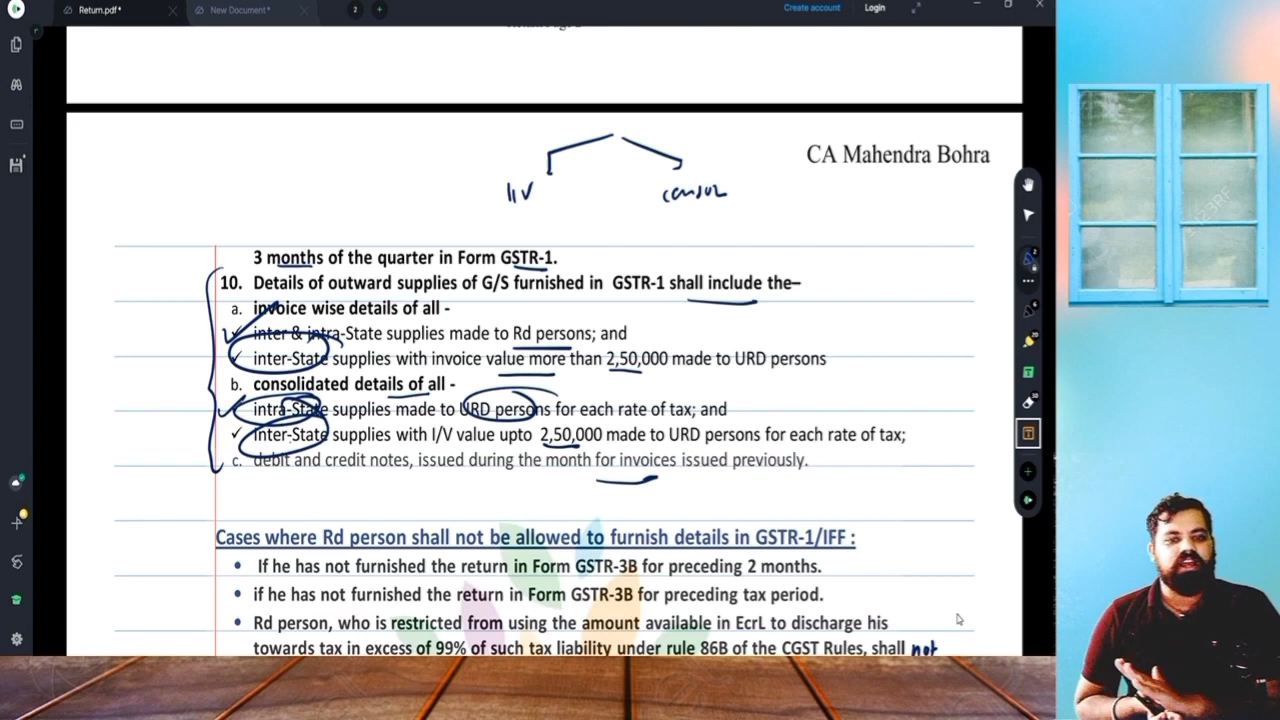 Return.pdf*
New Document*
2
Create account
Login
CA Mahendra Bohra
I/V
consol
3 months of the quarter in Form GSTR-1.
10. Details of outward supplies of G/S furnished in GSTR-1 shall include the–
a. invoice wise details of all -
✓ inter & intra-State supplies made to Rd persons; and
✓ inter-State supplies with invoice value more than 2,50,000 made to URD persons
b. consolidated details of all -
✓ intra-State supplies made to URD persons for each rate of tax; and
✓ inter-State supplies with I/V value upto 2,50,000 made to URD persons for each rate of tax;
c. debit and credit notes, issued during the month for invoices issued previously.
Cases where Rd person shall not be allowed to furnish details in GSTR-1/IFF :
• If he has not furnished the return in Form GSTR-3B for preceding 2 months.
• if he has not furnished the return in Form GSTR-3B for preceding tax period.
• Rd person, who is restricted from using the amount available in EcrL to discharge his
towards tax in excess of 99% of such tax liability under rule 86B of the CGST Rules, shall not